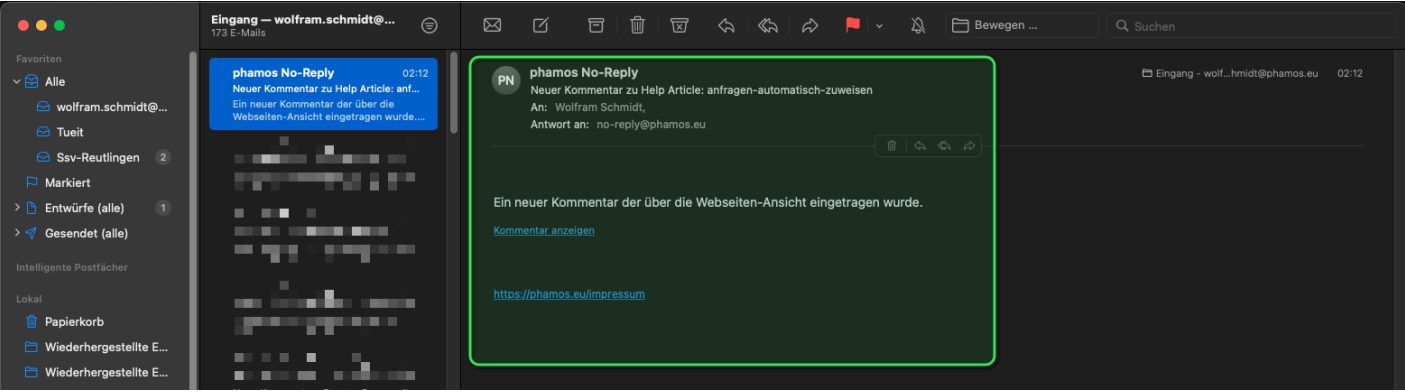 Eingang — wolfram.schmidt@...
173 E-Mails
Bewegen ...
Suchen
Favoriten
Alle
wolfram.schmidt@...
Tueit
Ssv-Reutlingen 2
Markiert
Entwürfe (alle) 1
Gesendet (alle)
Intelligente Postfächer
Lokal
Papierkorb
Wiederhergestellte E...
Wiederhergestellte E...
phamos No-Reply 02:12
Neuer Kommentar zu Help Article: anf...
Ein neuer Kommentar der über die
Webseiten-Ansicht eingetragen wurde....
PN
phamos No-Reply
Neuer Kommentar zu Help Article: anfragen-automatisch-zuweisen
An: Wolfram Schmidt,
Antwort an: no-reply@phamos.eu
Eingang - wolf...hmidt@phamos.eu 02:12
Ein neuer Kommentar der über die Webseiten-Ansicht eingetragen wurde.
Kommentar anzeigen
https://phamos.eu/impressum